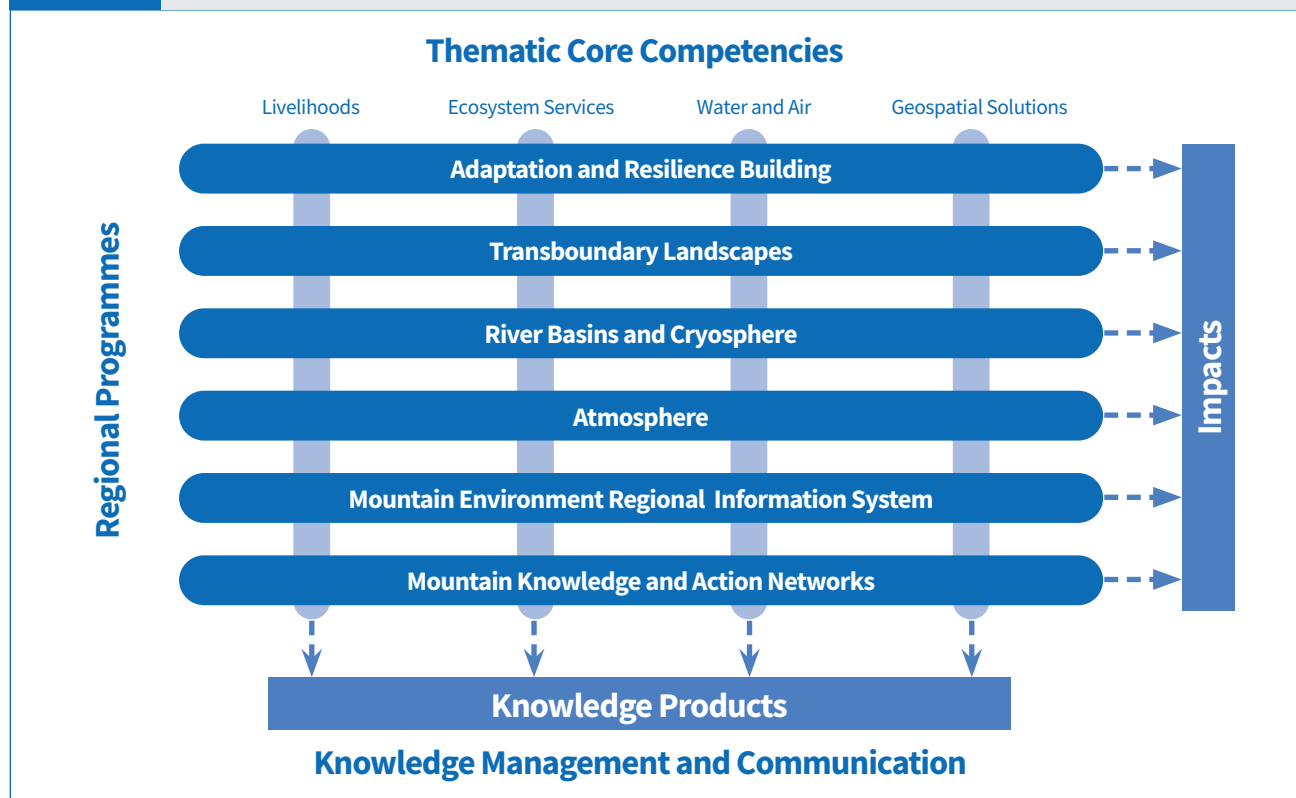 Thematic Core Competencies
Livelihoods
Ecosystem Services
Water and Air
Geospatial Solutions
Regional Programmes
Adaptation and Resilience Building
Transboundary Landscapes
River Basins and Cryosphere
Atmosphere
Mountain Environment Regional Information System
Mountain Knowledge and Action Networks
Impacts
Knowledge Products
Knowledge Management and Communication